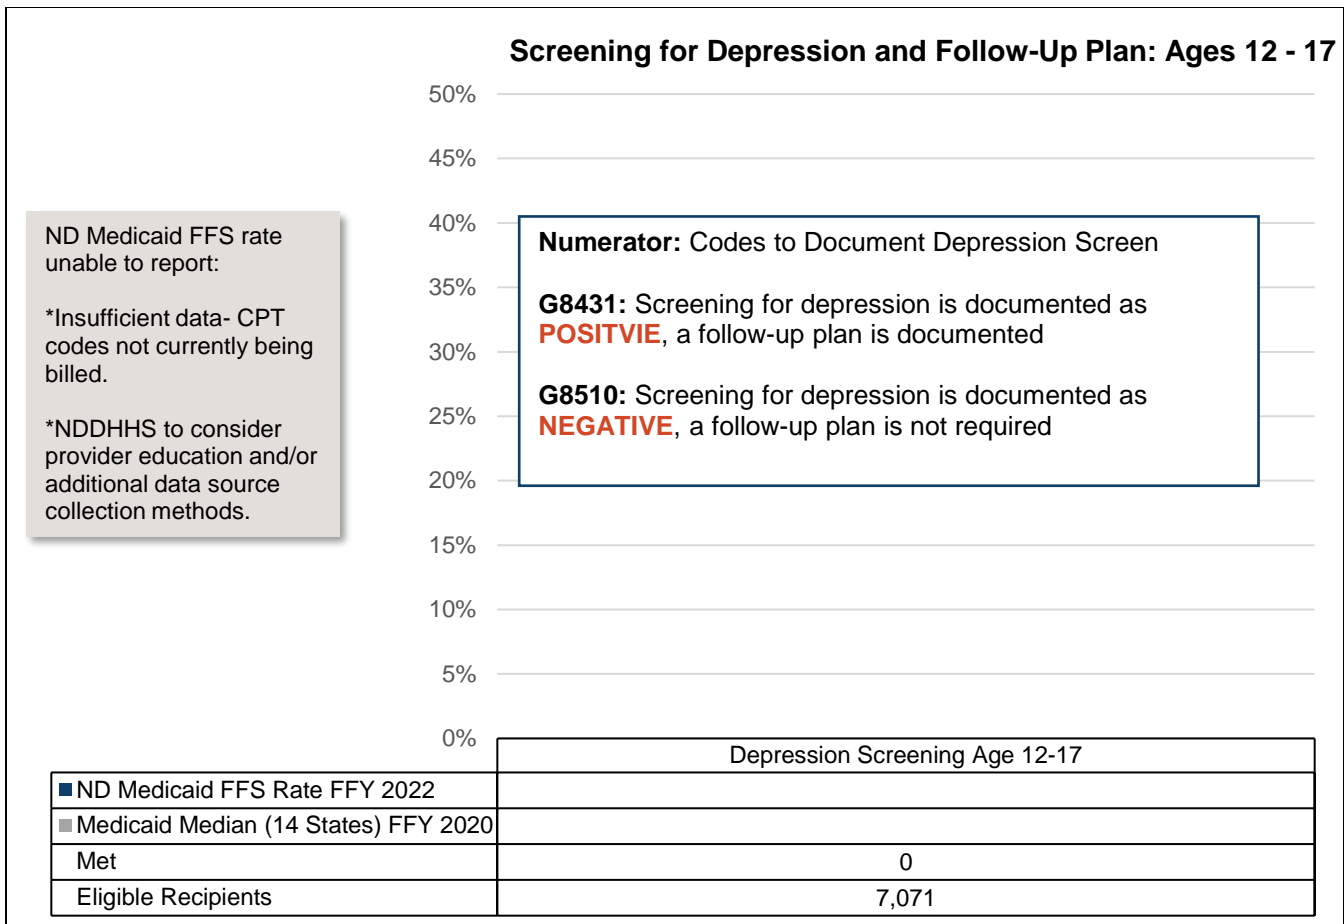 Screening for Depression and Follow-Up Plan: Ages 12 - 17
50%
45%
40%
35%
30%
25%
20%
15%
10%
5%
0%
ND Medicaid FFS rate
unable to report:
*Insufficient data- CPT
codes not currently being
billed.
*NDDHHS to consider
provider education and/or
additional data source
collection methods.
Numerator: Codes to Document Depression Screen
G8431: Screening for depression is documented as
POSITVIE, a follow-up plan is documented
G8510: Screening for depression is documented as
NEGATIVE, a follow-up plan is not required
Depression Screening Age 12-17
ND Medicaid FFS Rate FFY 2022
Medicaid Median (14 States) FFY 2020
Met 0
Eligible Recipients 7,071